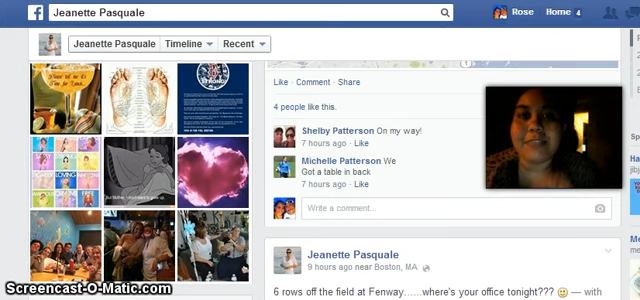 Jeanette Pasquale
Rose Home 4
Jeanette Pasquale Timeline Recent
Like · Comment · Share
4 people like this.
Shelby Patterson On my way!
7 hours ago · Like
Michelle Patterson We
Got a table in back
7 hours ago · Like
Write a comment...
Jeanette Pasquale
9 hours ago near Boston, MA
6 rows off the field at Fenway......where's your office tonight??? — with
Screencast-O-Matic.com